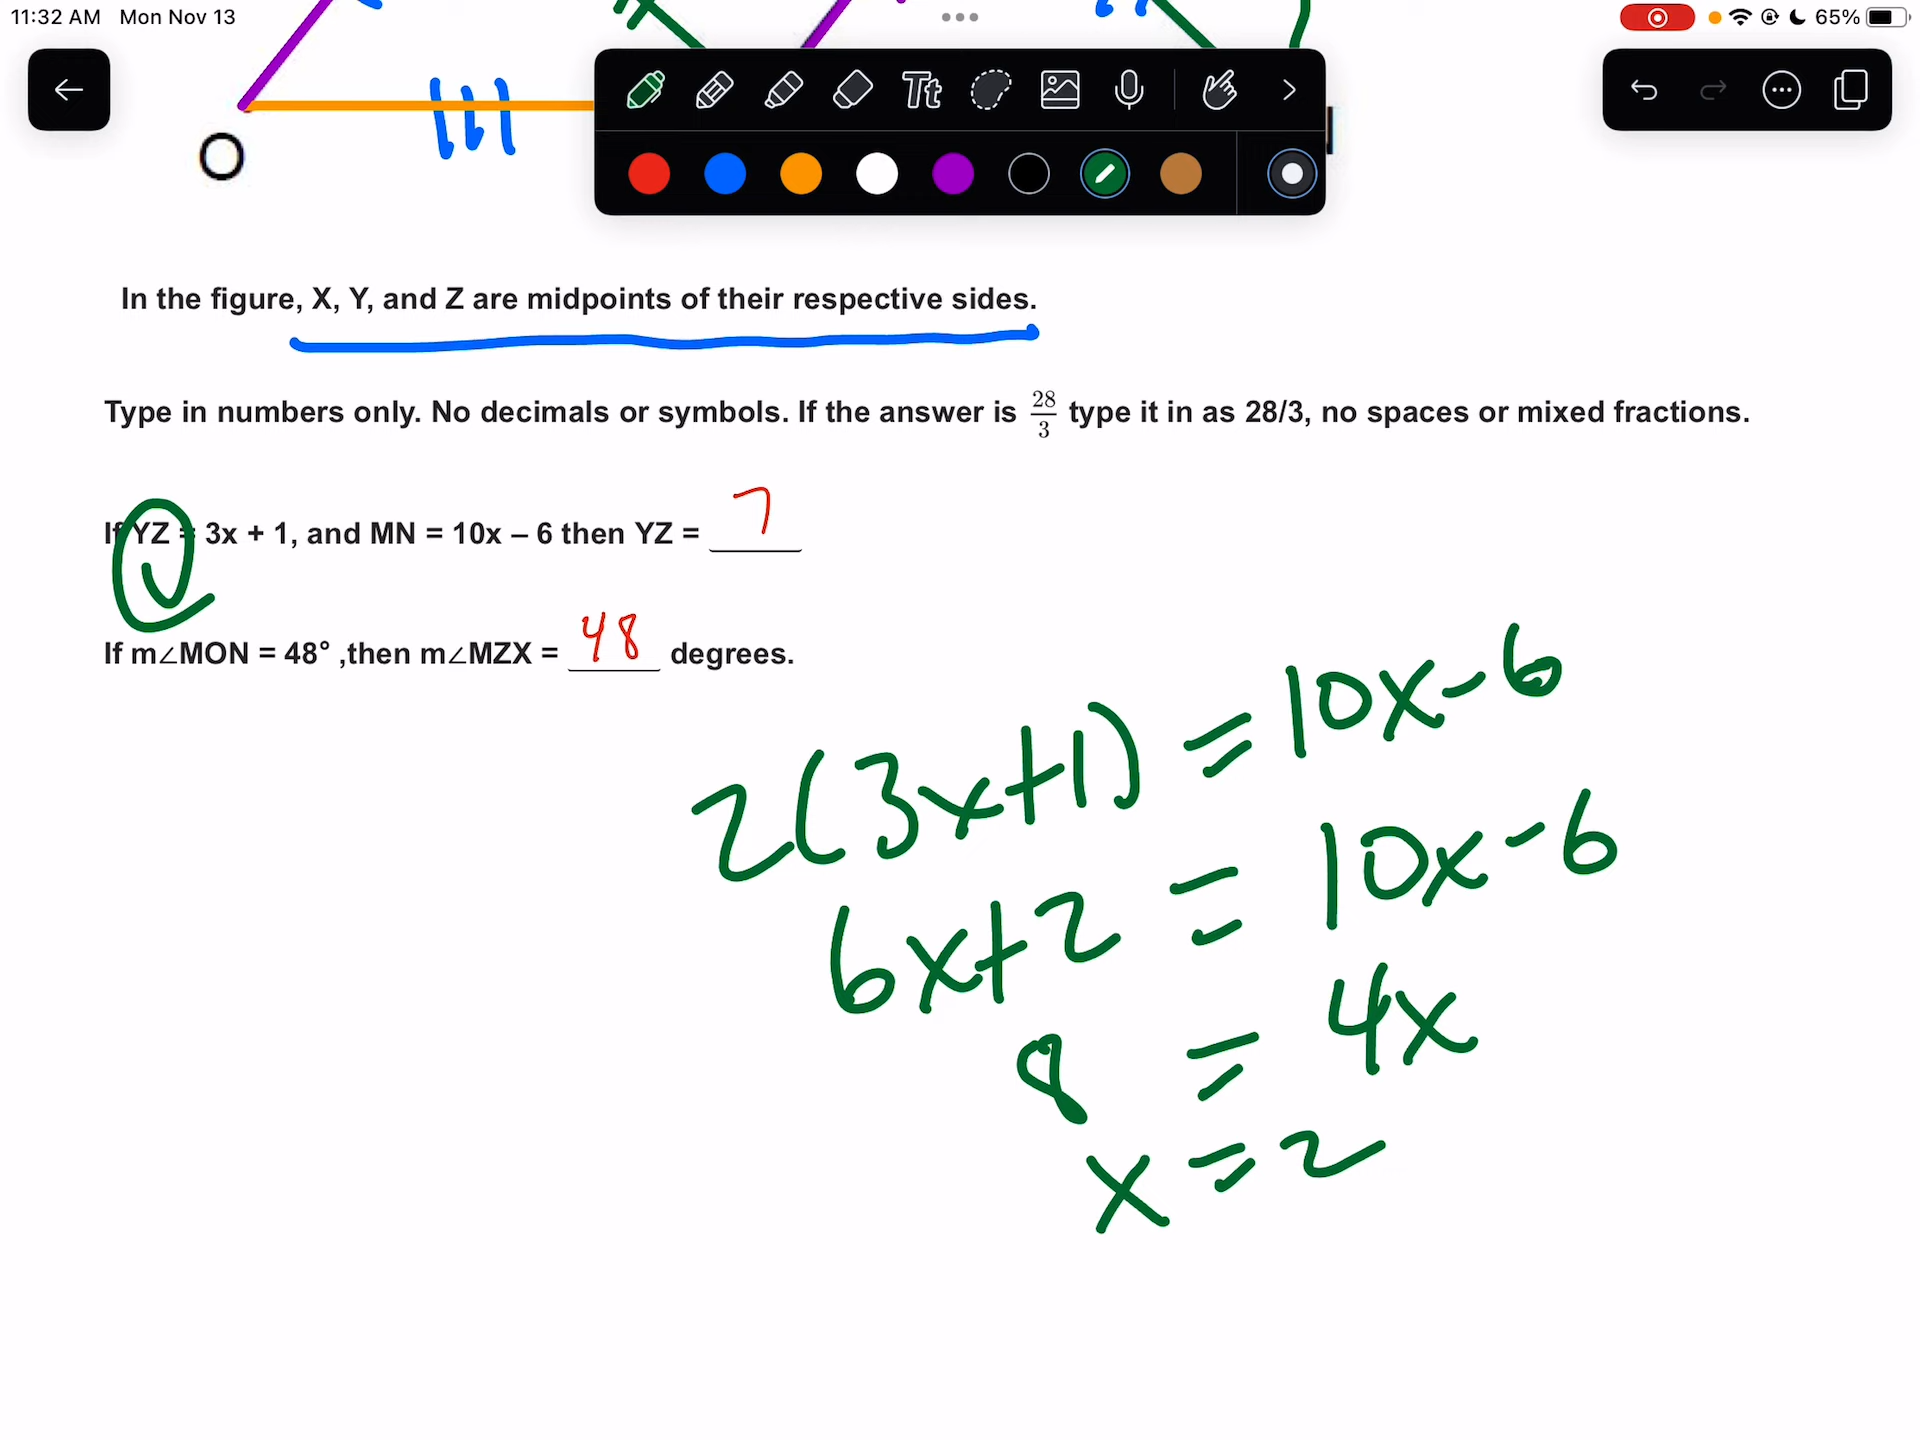 11:32 AM Mon Nov 13
65%
Tt
O
In the figure, X, Y, and Z are midpoints of their respective sides.
Type in numbers only. No decimals or symbols. If the answer is 28/3 type it in as 28/3, no spaces or mixed fractions.
If YZ = 3x + 1, and MN = 10x – 6 then YZ = 7
If m∠MON = 48° ,then m∠MZX = 48 degrees.
2(3x+1) = 10x-6
6x+2 = 10x-6
8 = 4x
x = 2